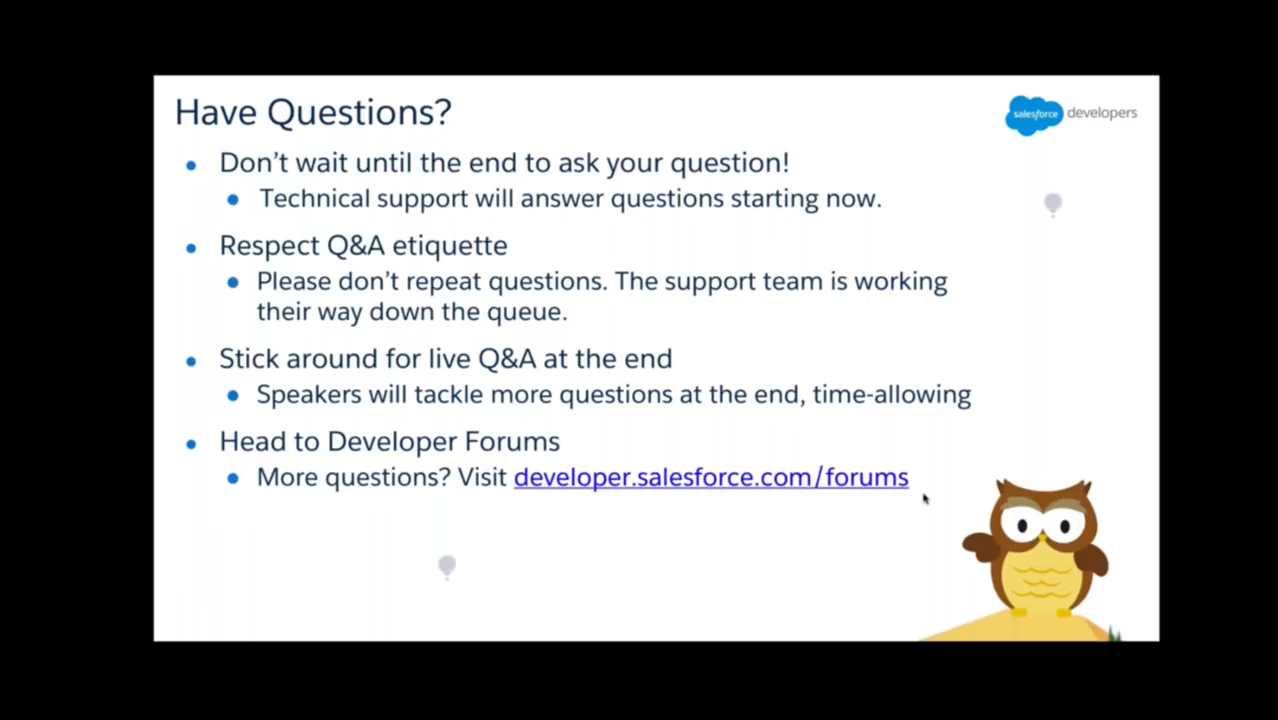 Have Questions?
salesforce developers
Don’t wait until the end to ask your question!
Technical support will answer questions starting now.
Respect Q&A etiquette
Please don’t repeat questions. The support team is working
their way down the queue.
Stick around for live Q&A at the end
Speakers will tackle more questions at the end, time-allowing
Head to Developer Forums
More questions? Visit developer.salesforce.com/forums